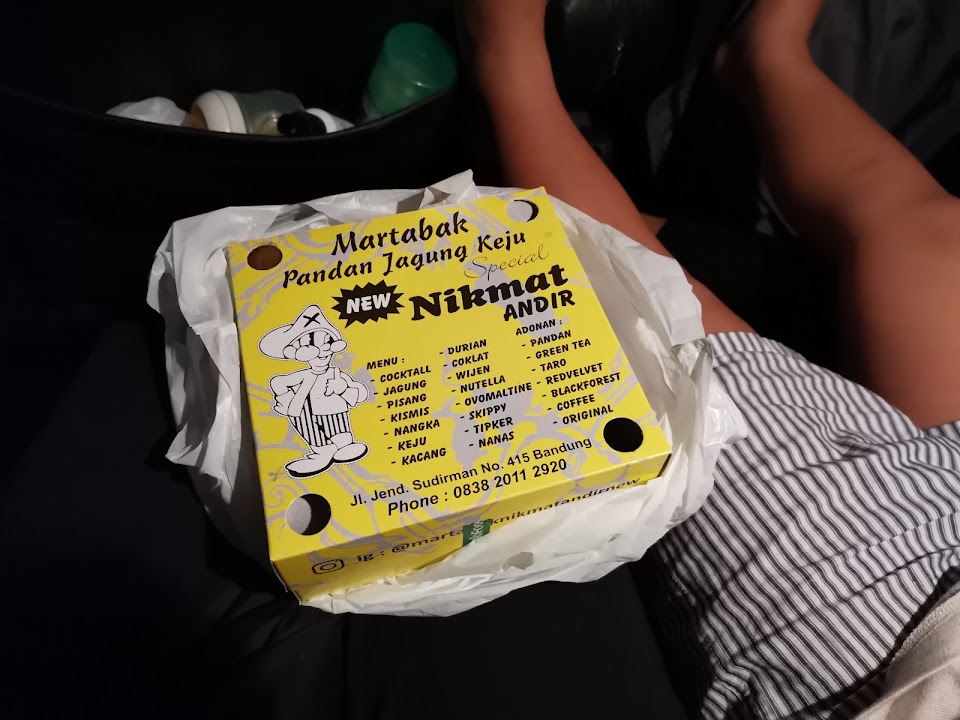 Martabak
Pandan Jagung Keju
Special
NEW Nikmat
ANDIR
MENU :
- COCKTALL
- JAGUNG
- PISANG
- KISMIS
- NANGKA
- KEJU
- KACANG
- DURIAN
- COKLAT
- WIJEN
- NUTELLA
- OVOMALTINE
- SKIPPY
- TIPKER
- NANAS
ADONAN :
- PANDAN
- GREEN TEA
- TARO
- REDVELVET
- BLACKFOREST
- COFFEE
- ORIGINAL
Jl. Jend. Sudirman No. 415 Bandung
Phone : 0838 2011 2920
ig :